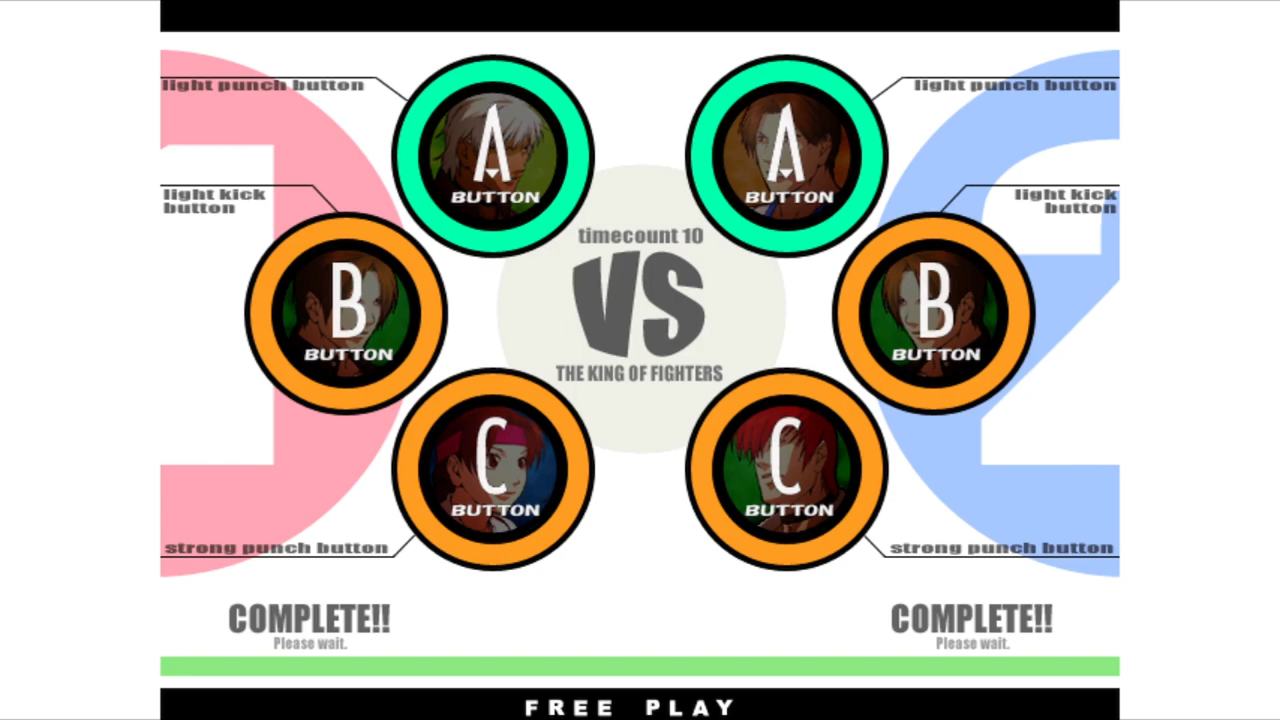 light punch button
light punch button
A
BUTTON
A
BUTTON
light kick
button
light kick
button
timecount 10
VS
THE KING OF FIGHTERS
B
BUTTON
B
BUTTON
C
BUTTON
C
BUTTON
strong punch button
strong punch button
COMPLETE!!
Please wait.
COMPLETE!!
Please wait.
FREE PLAY